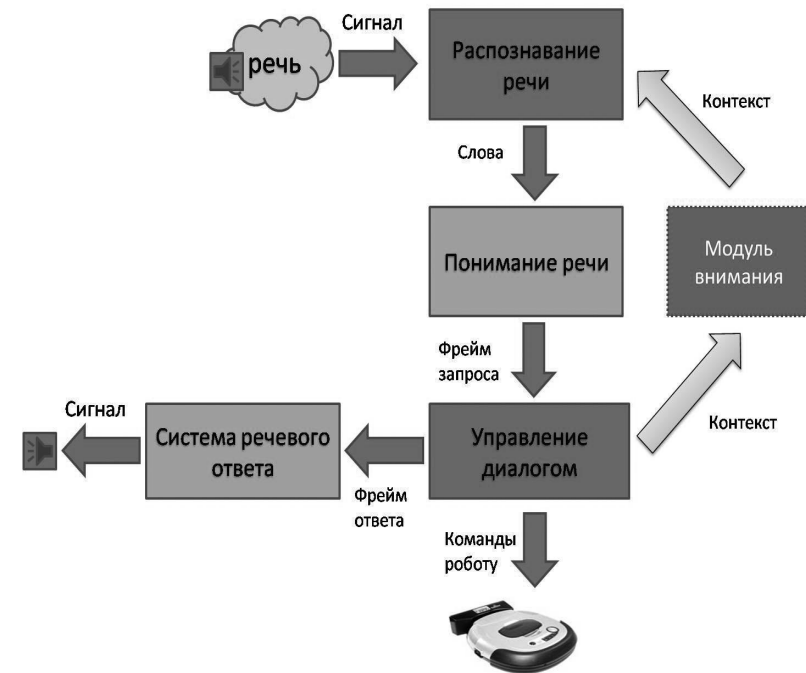 Сигнал
речь
Распознавание
речи
Контекст
Слова
Понимание речи
Модуль
внимания
Фрейм
запроса
Сигнал
Система речевого
ответа
Управление
диалогом
Контекст
Фрейм
ответа
Команды
роботу